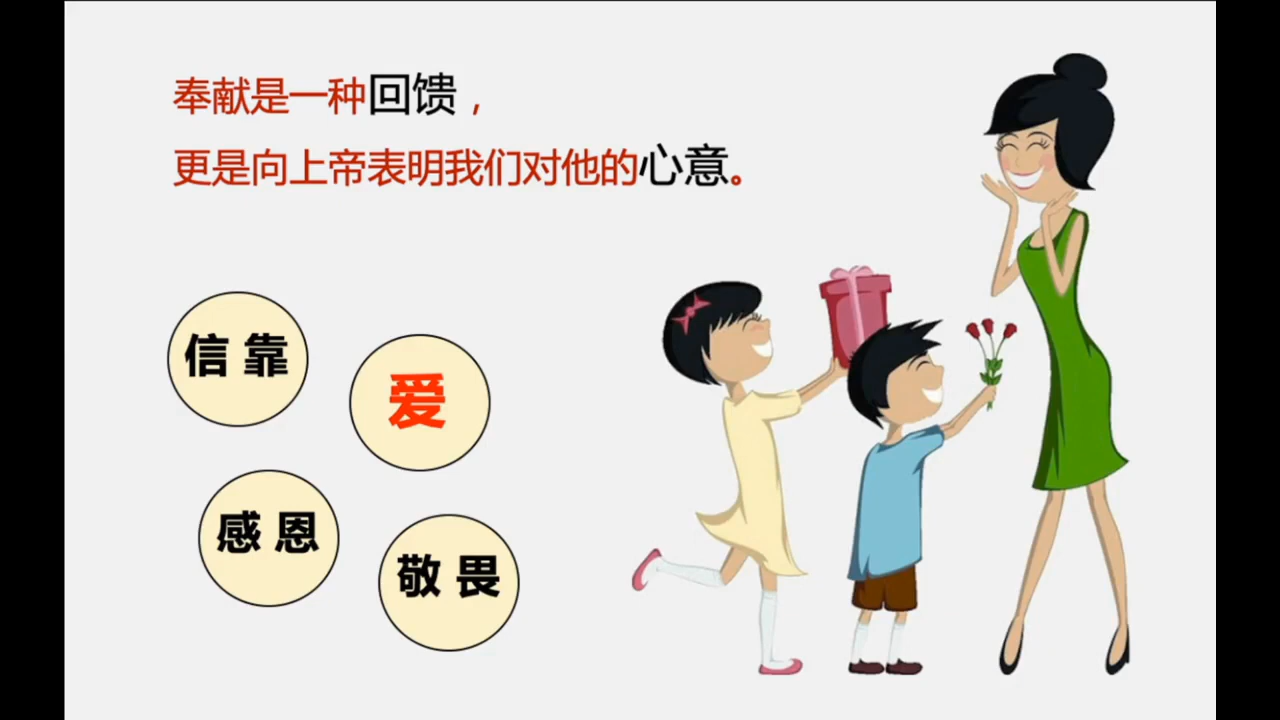 奉献是一种回馈，
更是向上帝表明我们对他的心意。
信靠
爱
感恩
敬畏